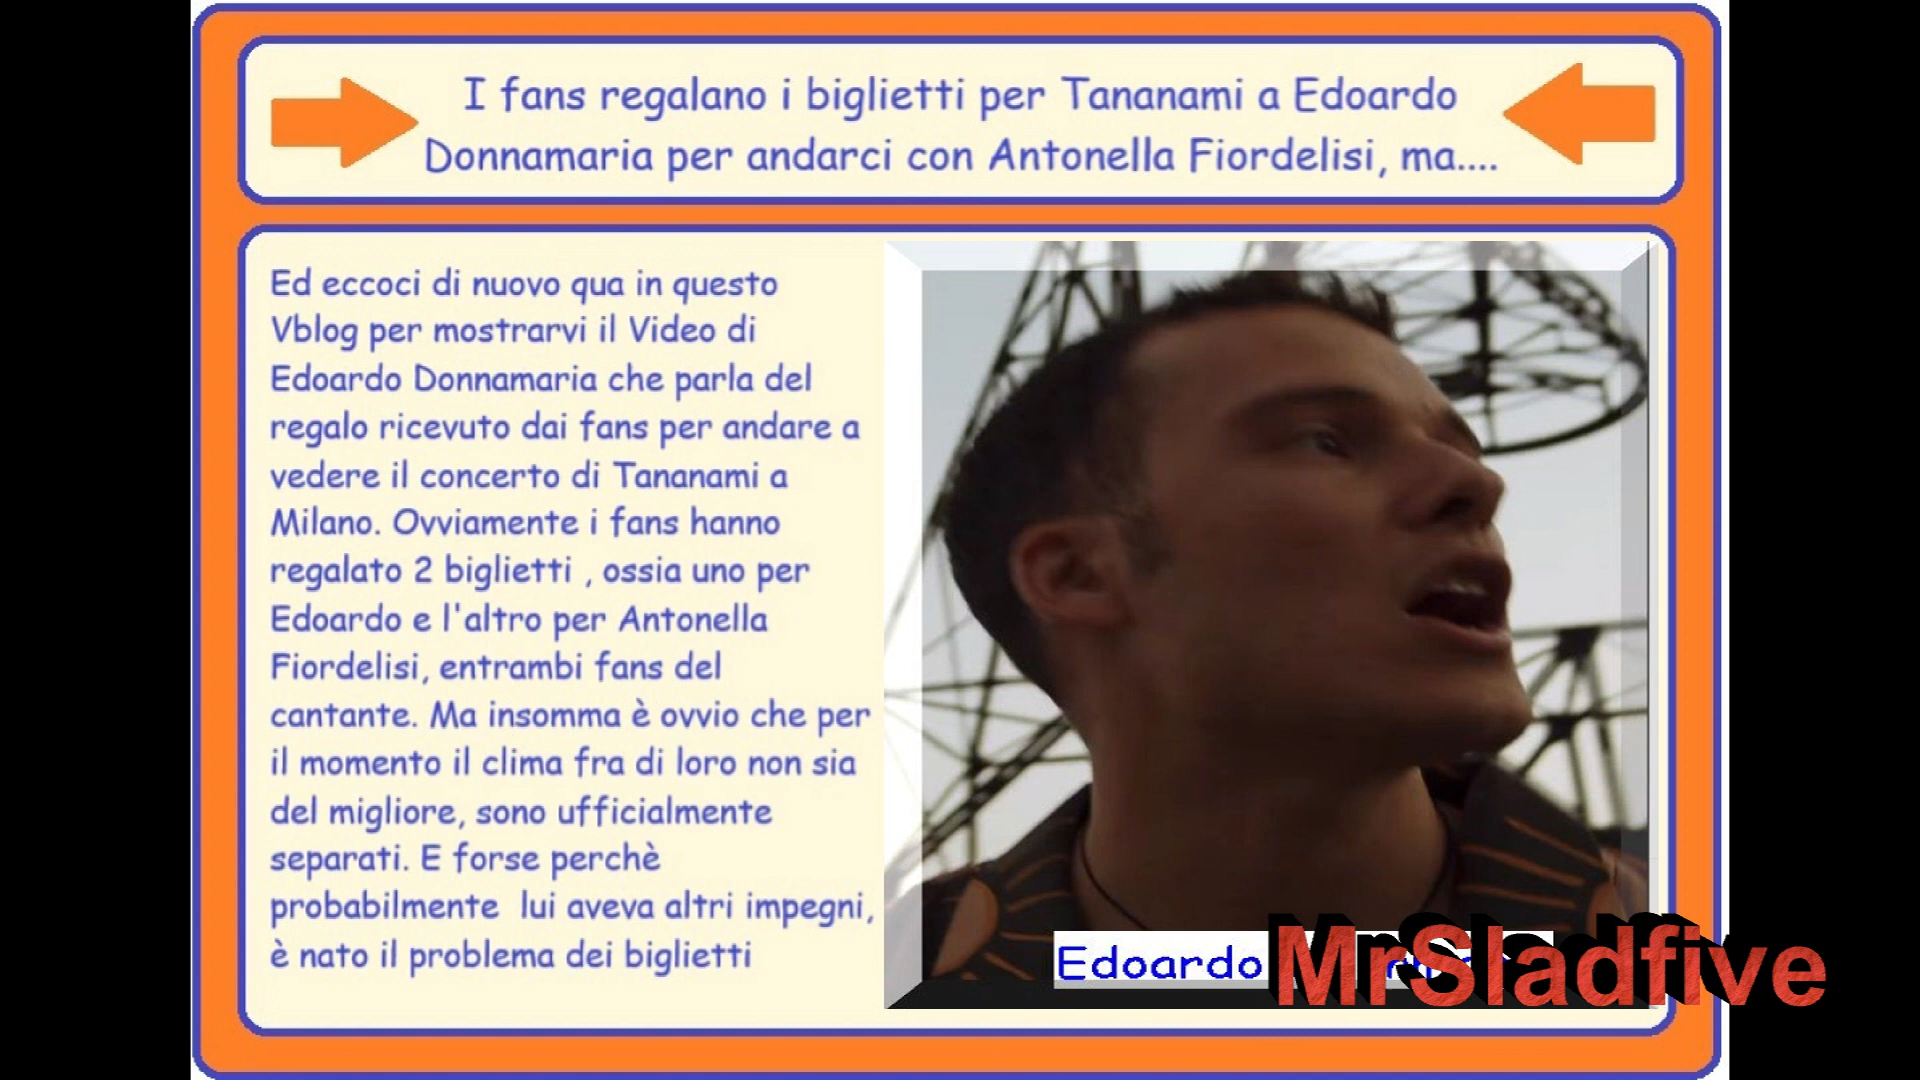 I fans regalano i biglietti per Tananami a Edoardo
Donnamaria per andarci con Antonella Fiordelisi, ma....
Ed eccoci di nuovo qua in questo
Vblog per mostrarvi il Video di
Edoardo Donnamaria che parla del
regalo ricevuto dai fans per andare a
vedere il concerto di Tananami a
Milano. Ovviamente i fans hanno
regalato 2 biglietti , ossia uno per
Edoardo e l'altro per Antonella
Fiordelisi, entrambi fans del
cantante. Ma insomma è ovvio che per
il momento il clima fra di loro non sia
del migliore, sono ufficialmente
separati. E forse perchè
probabilmente lui aveva altri impegni,
è nato il problema dei biglietti
Edoardo
MrSladfive